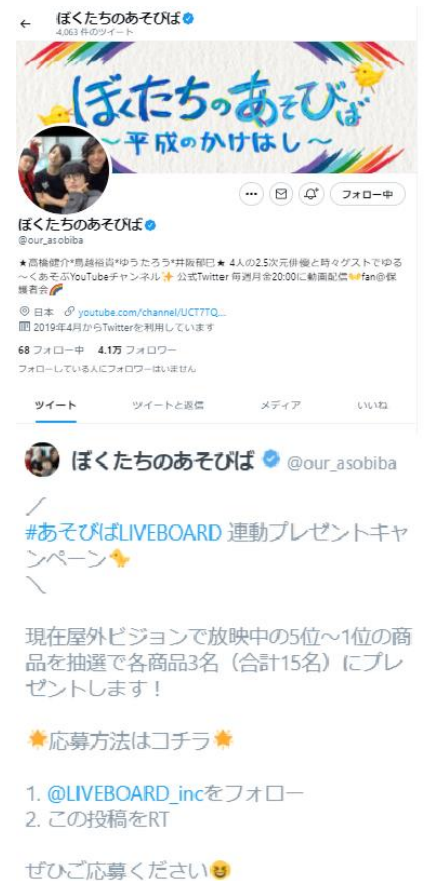 ぼくたちのあそびば
4,063 件のツイート
ぼくたちのあそびば
～平成のかけはし～
フォロー中
ぼくたちのあそびば
@our_asobiba
★高橋健介*鳥越裕貴*ゆうたろう*井阪郁巳★ 4人の2.5次元俳優と時々ゲストでゆる
～くあそぶYouTubeチャンネル✨ 公式Twitter 毎週月金20:00に動画配信👐fan@保
護者会🌈
日本 youtube.com/channel/UCT7TQ...
2019年4月からTwitterを利用しています
68 フォロー中 4.1万 フォロワー
フォローしている人にフォロワーはいません
ツイート ツイートと返信 メディア いいね
ぼくたちのあそびば @our_asobiba
／
#あそびばLIVEBOARD 連動プレゼントキャ
ンペーン🐤
＼
現在屋外ビジョンで放映中の5位～1位の商
品を抽選で各商品3名（合計15名）にプレ
ゼントします！
🌟応募方法はコチラ🌟
1. @LIVEBOARD_incをフォロー
2. この投稿をRT
ぜひご応募ください😆